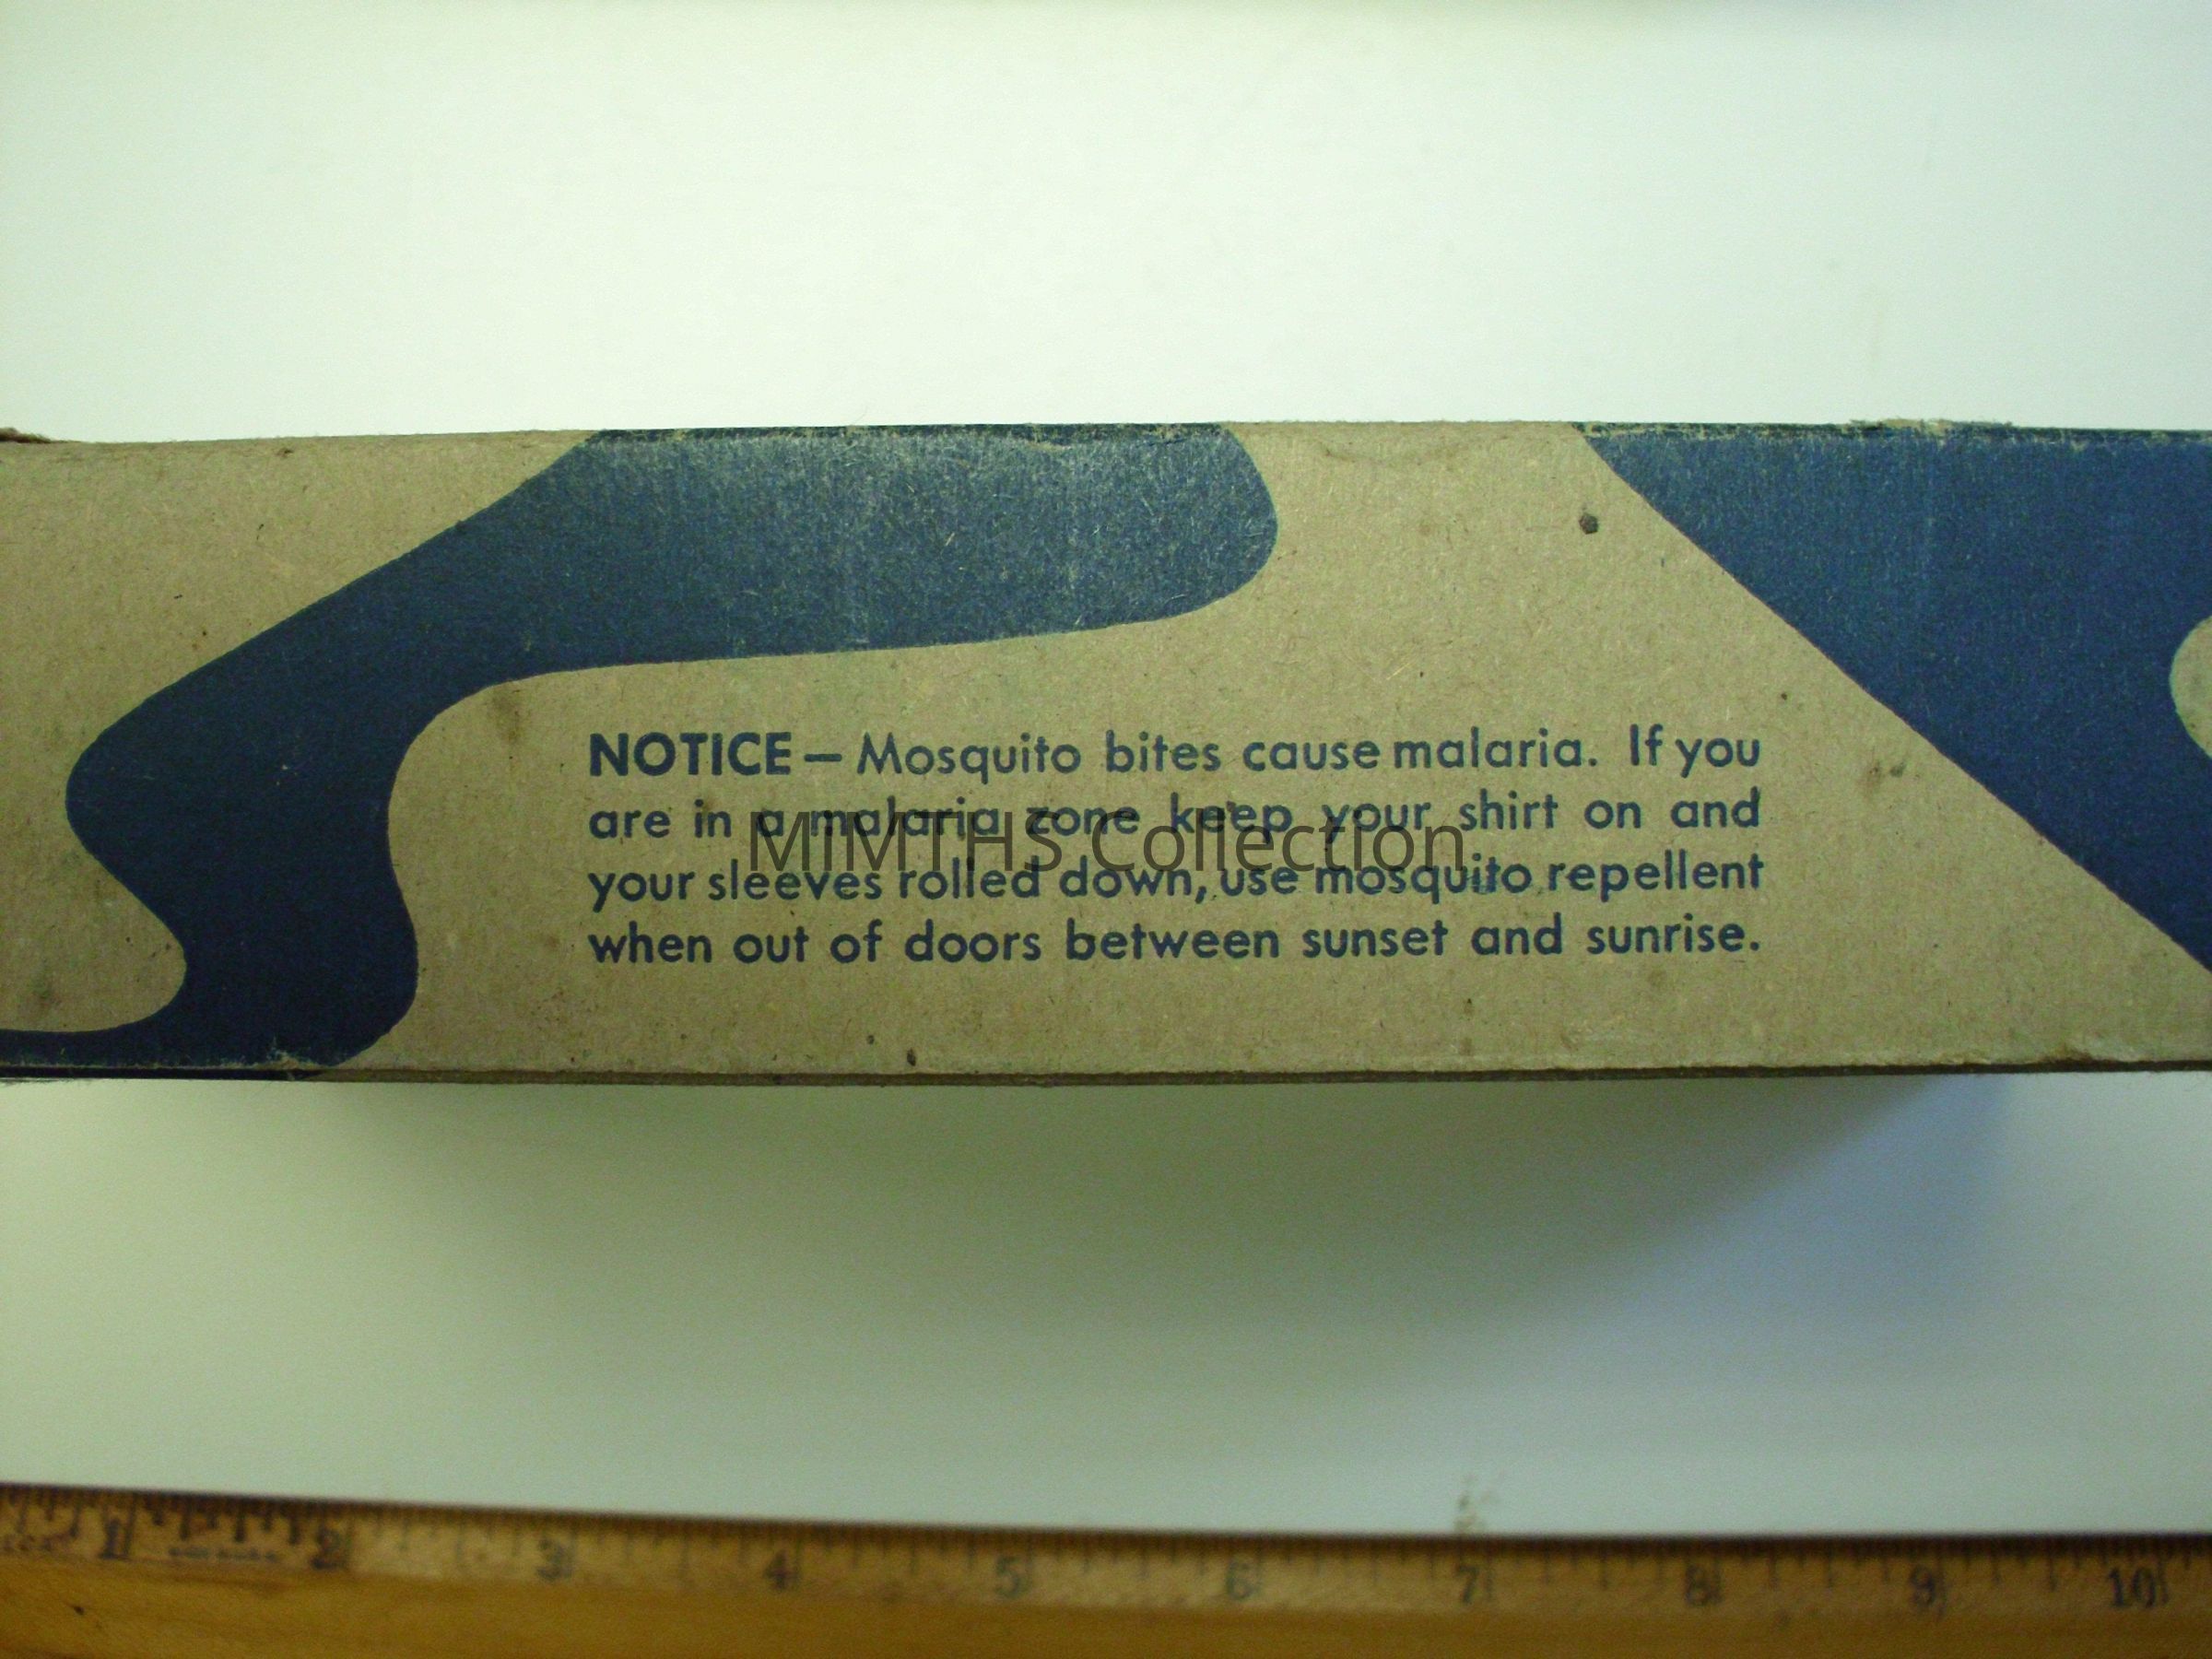 NOTICE — Mosquito bites cause malaria. If you
are in a malaria zone keep your shirt on and
MIMTHS Collection
your sleeves rolled down, use mosquito repellent
when out of doors between sunset and sunrise.
1 2 3 4 5 6 7 8 9 10